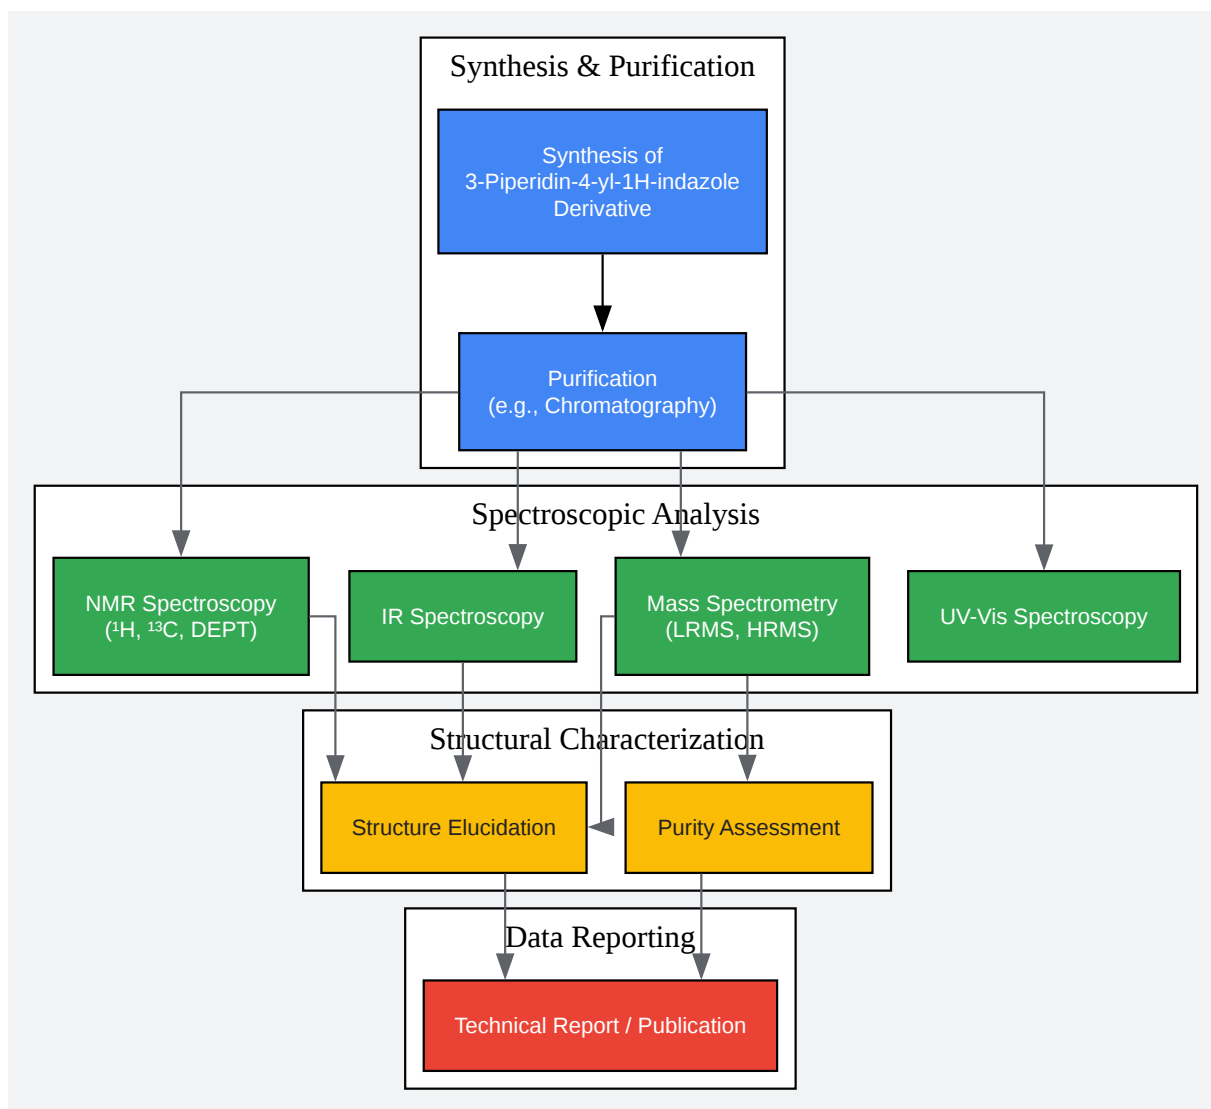 Synthesis & Purification
Synthesis of
3-Piperidin-4-yl-1H-indazole
Derivative
Purification
(e.g., Chromatography)
Spectroscopic Analysis
NMR Spectroscopy
(¹H, ¹³C, DEPT)
IR Spectroscopy
Mass Spectrometry
(LRMS, HRMS)
UV-Vis Spectroscopy
Structural Characterization
Structure Elucidation
Purity Assessment
Data Reporting
Technical Report / Publication